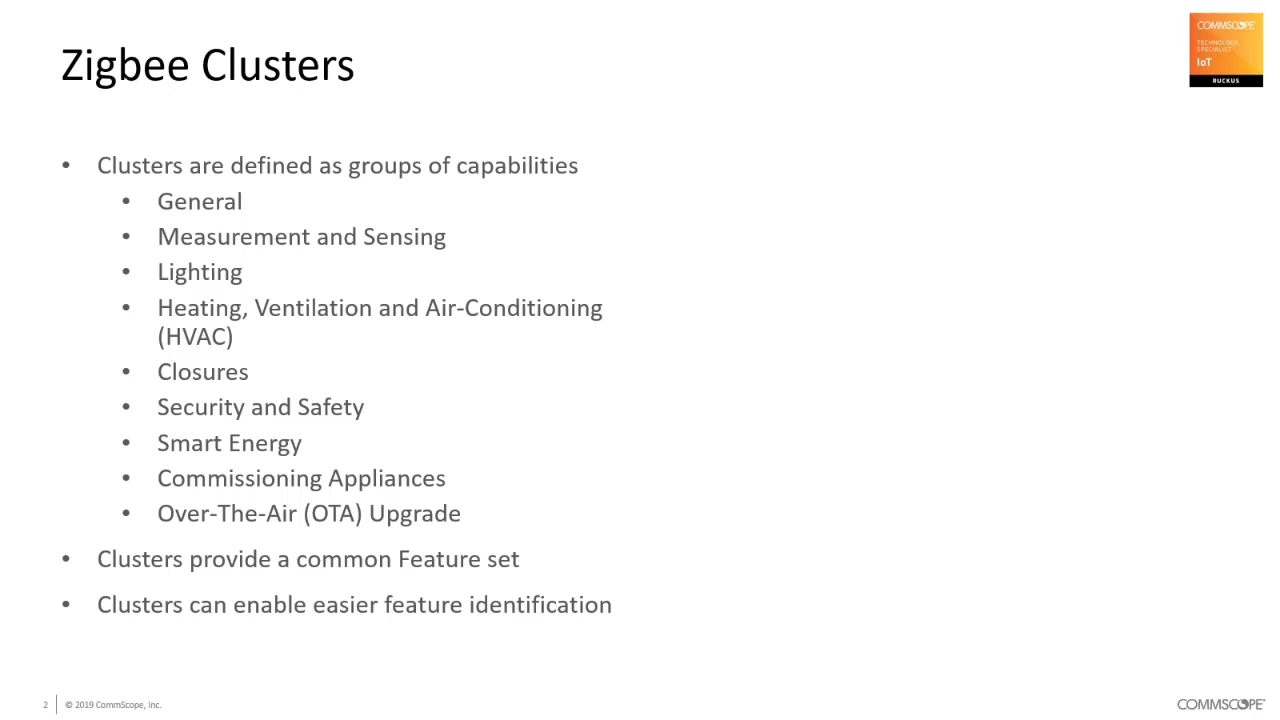 Zigbee Clusters
COMMSCOPE®
TECHNOLOGY
SPECIALIST
IoT
RUCKUS
• Clusters are defined as groups of capabilities
• General
• Measurement and Sensing
• Lighting
• Heating, Ventilation and Air-Conditioning
(HVAC)
• Closures
• Security and Safety
• Smart Energy
• Commissioning Appliances
• Over-The-Air (OTA) Upgrade
• Clusters provide a common Feature set
• Clusters can enable easier feature identification
2
© 2019 CommScope, Inc.
COMMSCOPE®